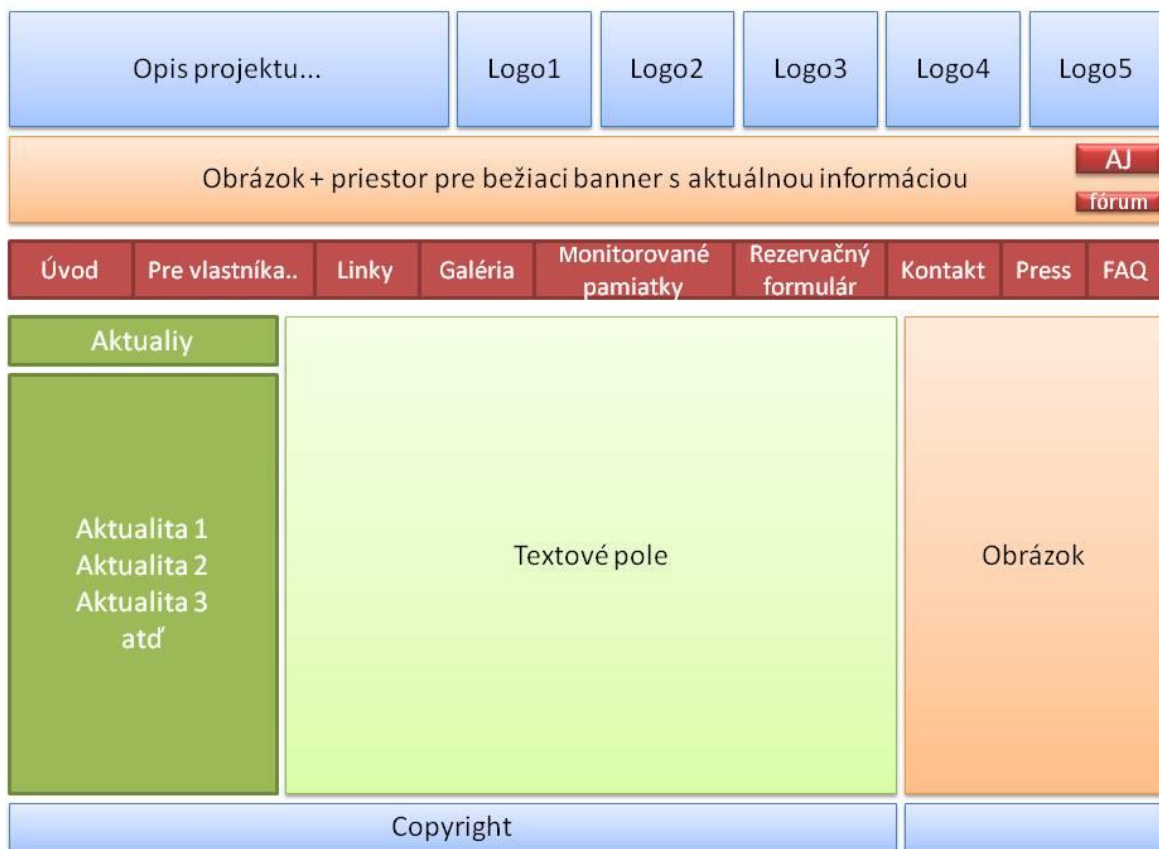 Opis projektu...
Logo1
Logo2
Logo3
Logo4
Logo5
Obrázok + priestor pre bežiaci banner s aktuálnou informáciou
AJ
fórum
Úvod
Pre vlastníka..
Linky
Galéria
Monitorované
pamiatky
Rezervačný
formulár
Kontakt
Press
FAQ
Aktualiy
Aktualita 1
Aktualita 2
Aktualita 3
atď
Textové pole
Obrázok
Copyright